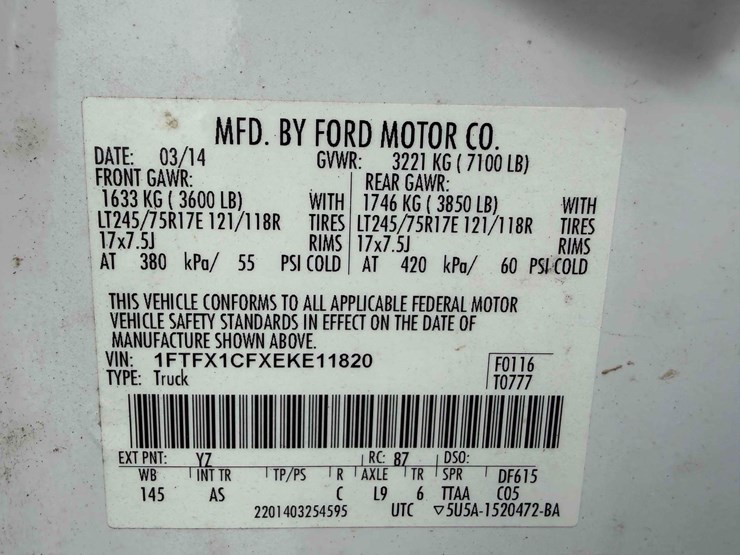 MFD. BY FORD MOTOR CO.
DATE: 03/14 GVWR: 3221 KG ( 7100 LB)
FRONT GAWR: REAR GAWR:
1633 KG ( 3600 LB) WITH 1746 KG ( 3850 LB) WITH
LT245/75R17E 121/118R TIRES LT245/75R17E 121/118R TIRES
17x7.5J RIMS 17x7.5J RIMS
AT 380 kPa/ 55 PSI COLD AT 420 kPa/ 60 PSI COLD
THIS VEHICLE CONFORMS TO ALL APPLICABLE FEDERAL MOTOR
VEHICLE SAFETY STANDARDS IN EFFECT ON THE DATE OF
MANUFACTURE SHOWN ABOVE.
VIN: 1FTFX1CFXEKE11820 F0116
TYPE: Truck T0777
EXT PNT: YZ RC: 87 DSO:
WB INT TR TP/PS R AXLE TR SPR DF615
145 AS C L9 6 TTAA C05
2201403254595 UTC ▽5U5A-1520472-BA